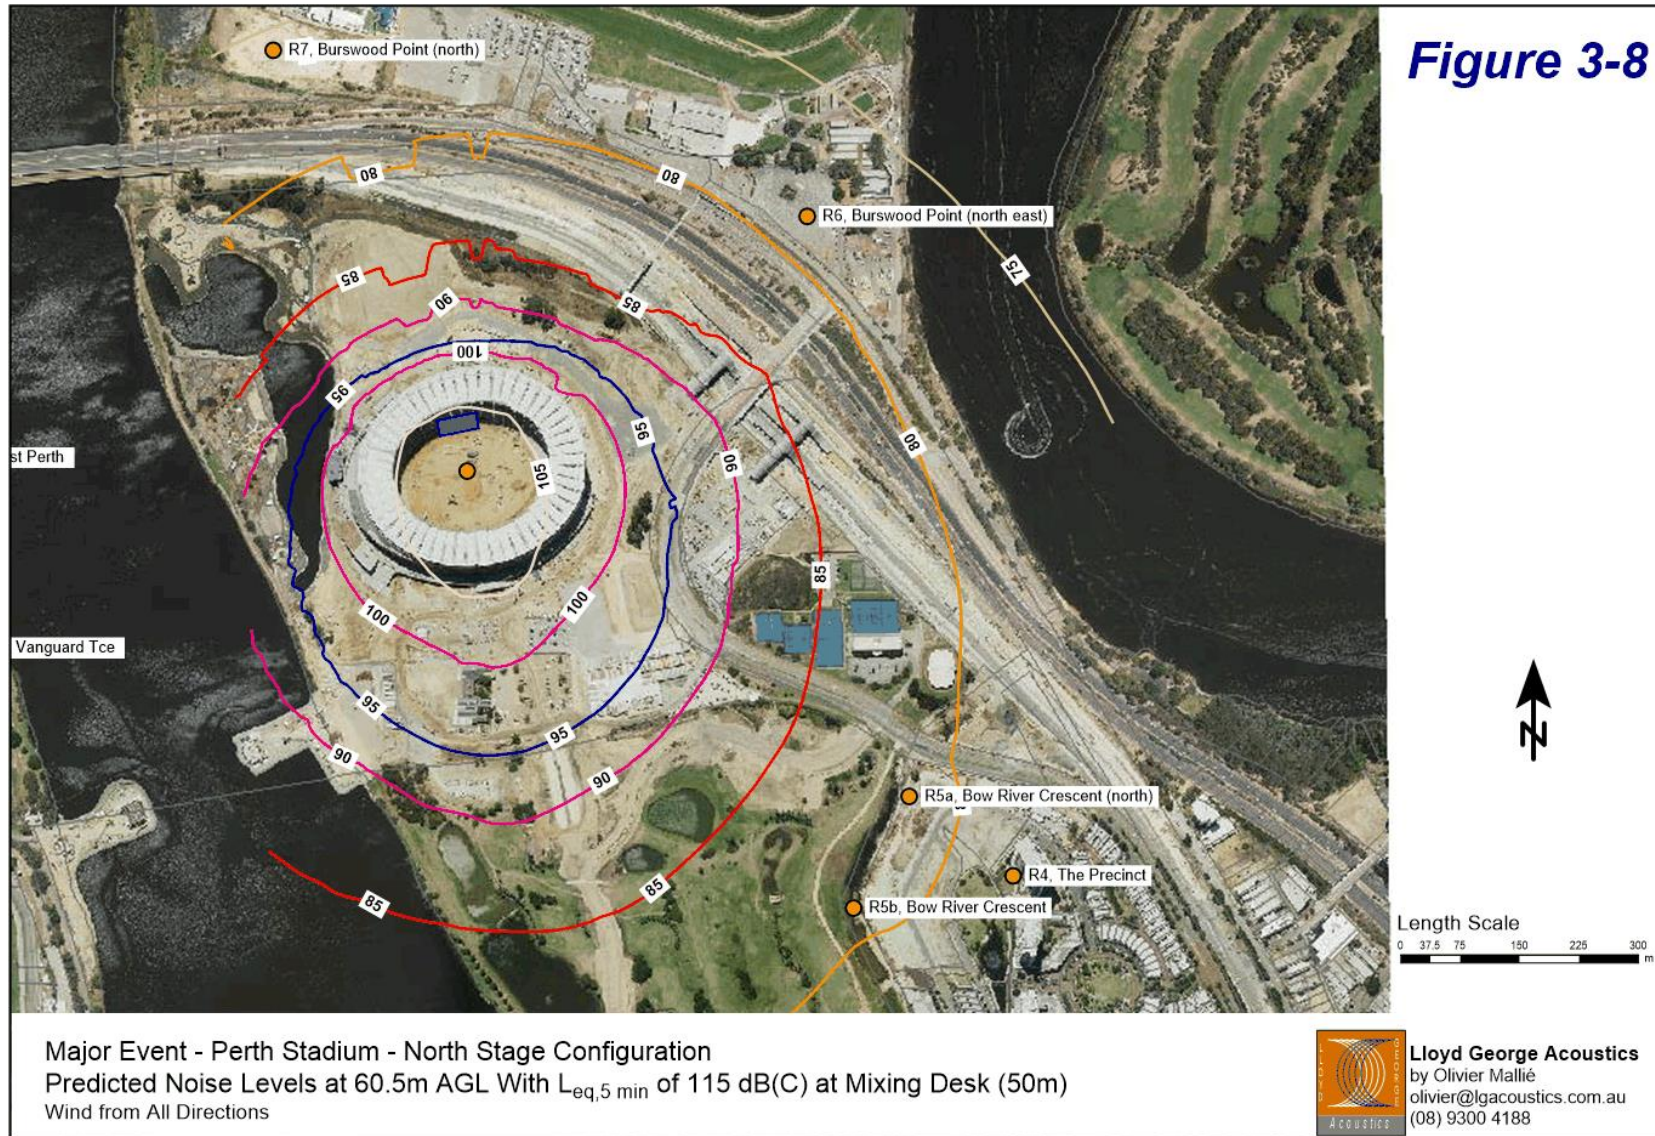 Figure 3-8
R7, Burswood Point (north)
80
80
R6, Burswood Point (north east)
75
85
85
90
100
95
95
80
90
105
st Perth
85
100
100
Vanguard Tce
95
95
90
90
R5a, Bow River Crescent (north)
R4, The Precinct
85
85
R5b, Bow River Crescent
N
Length Scale
0 37.5 75 150 225 300
m
Major Event - Perth Stadium - North Stage Configuration
Predicted Noise Levels at 60.5m AGL With Leq,5 min of 115 dB(C) at Mixing Desk (50m)
Wind from All Directions
LLOYD GEORGE
Acoustics
Lloyd George Acoustics
by Olivier Mallié
olivier@lgacoustics.com.au
(08) 9300 4188